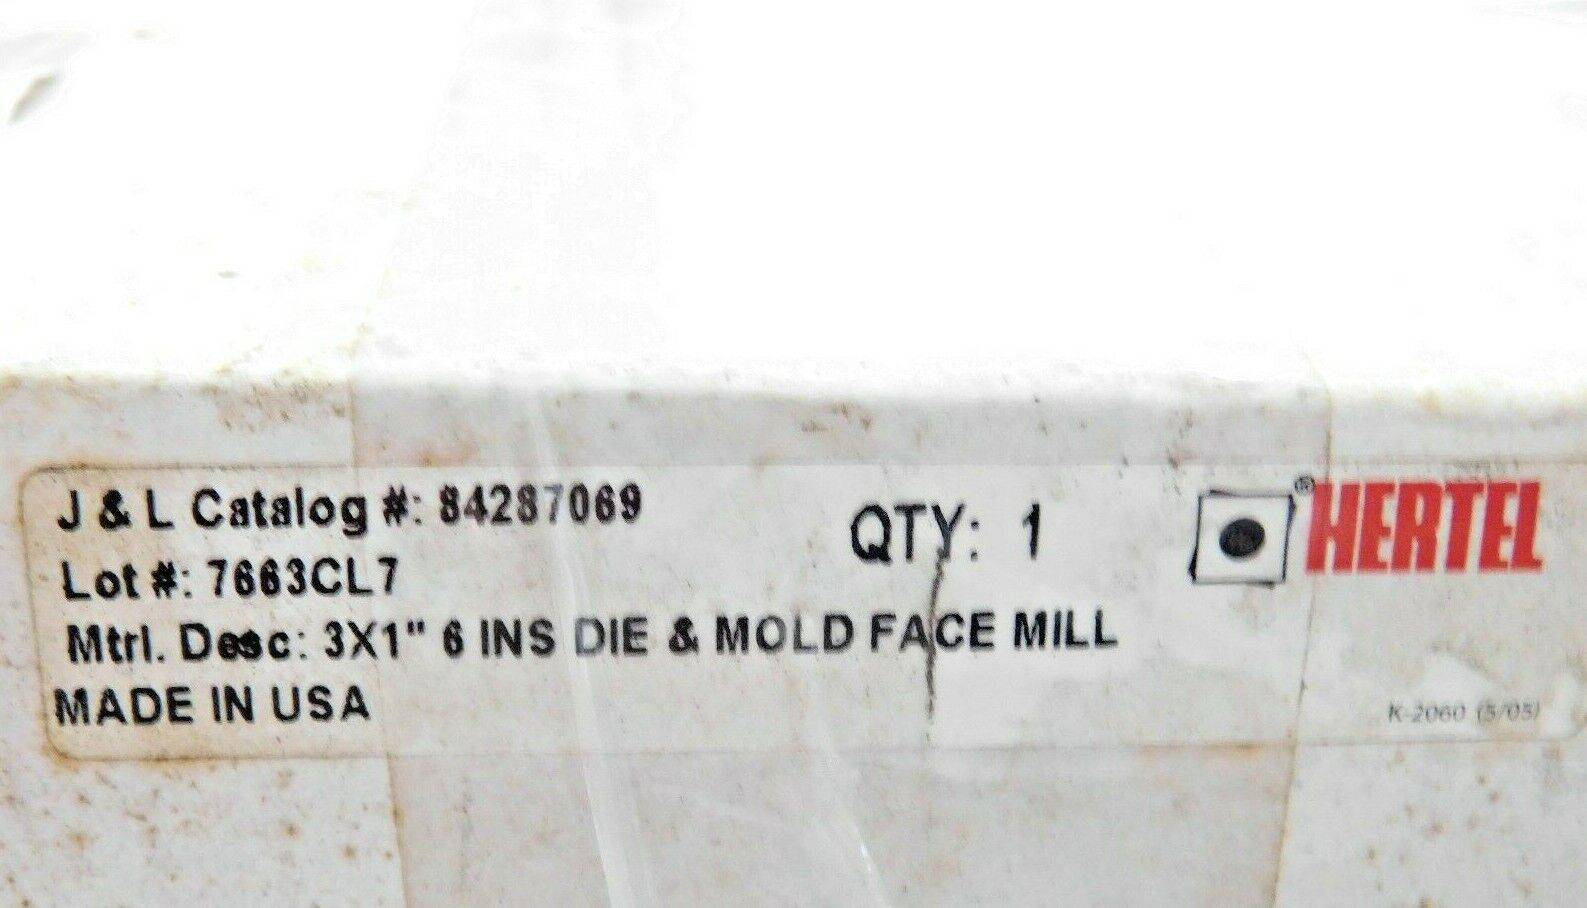 J & L Catalog #: 84287069
QTY: 1
® HERTEL
Lot #: 7663CL7
Mtrl. Desc: 3X1" 6 INS DIE & MOLD FACE MILL
MADE IN USA
K-2060 (5/05)